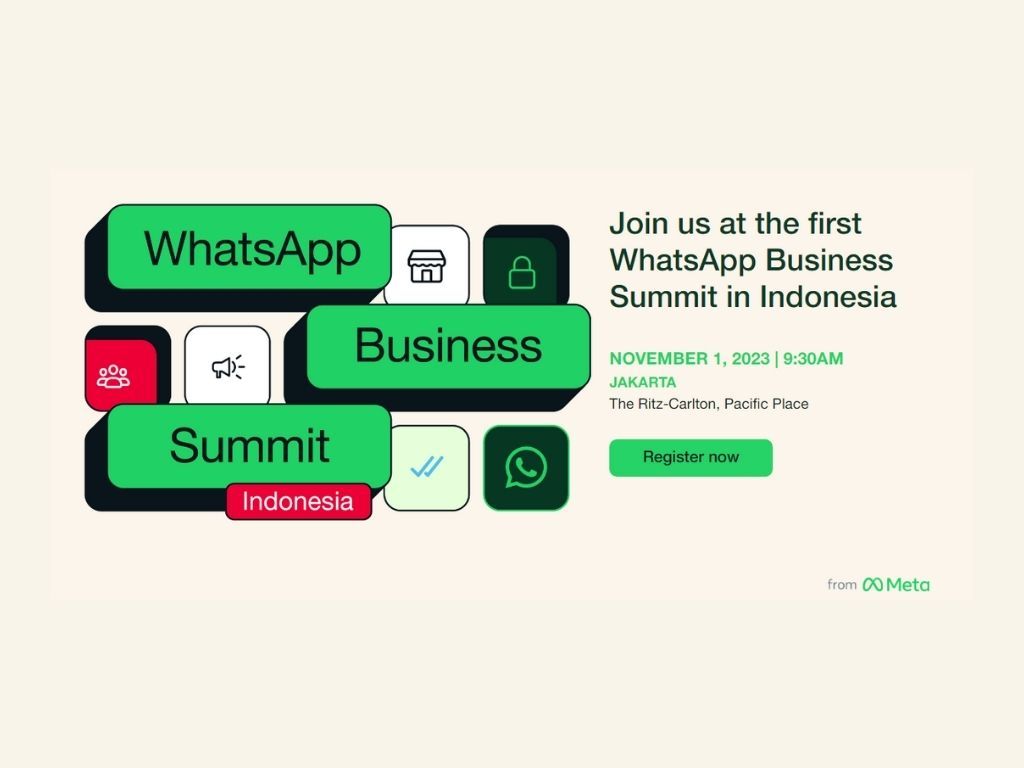 WhatsApp
Business
Summit
Indonesia
Join us at the first
WhatsApp Business
Summit in Indonesia
NOVEMBER 1, 2023 | 9:30AM
JAKARTA
The Ritz-Carlton, Pacific Place
Register now
from Meta